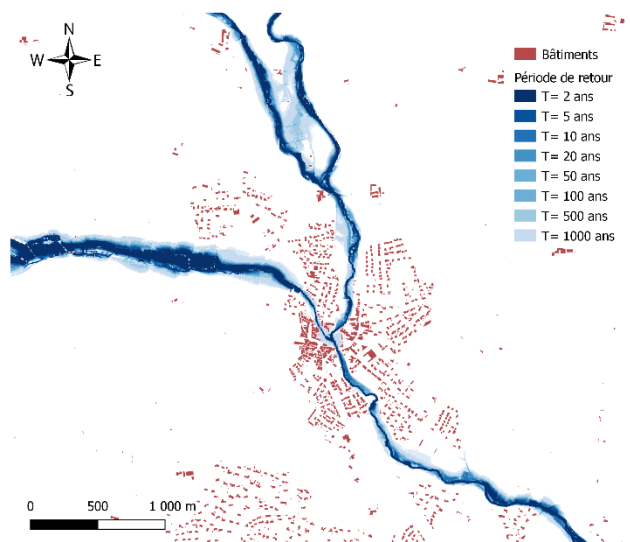 N
W E
S
Bâtiments
Période de retour
T= 2 ans
T= 5 ans
T= 10 ans
T= 20 ans
T= 50 ans
T= 100 ans
T= 500 ans
T= 1000 ans
0 500 1 000 m